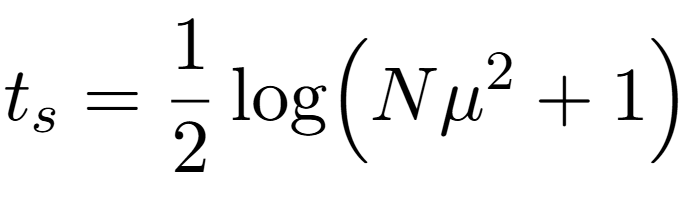 t_s = \frac{1}{2} \log\left(N\mu^2 + 1\right)